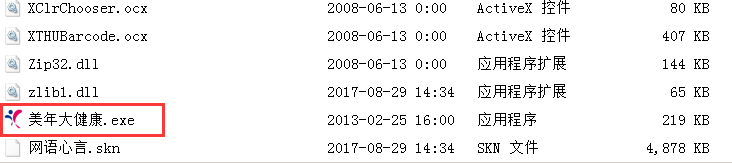 XClrChooser.ocx 2008-06-13 0:00 ActiveX 控件 80 KB
XTHUBarcode.ocx 2008-06-13 0:00 ActiveX 控件 407 KB
Zip32.dll 2008-06-13 0:00 应用程序扩展 144 KB
zlib1.dll 2017-08-29 14:34 应用程序扩展 65 KB
美年大健康.exe 2013-02-25 16:00 应用程序 219 KB
网语心言.skn 2017-08-29 14:34 SKN 文件 4,878 KB